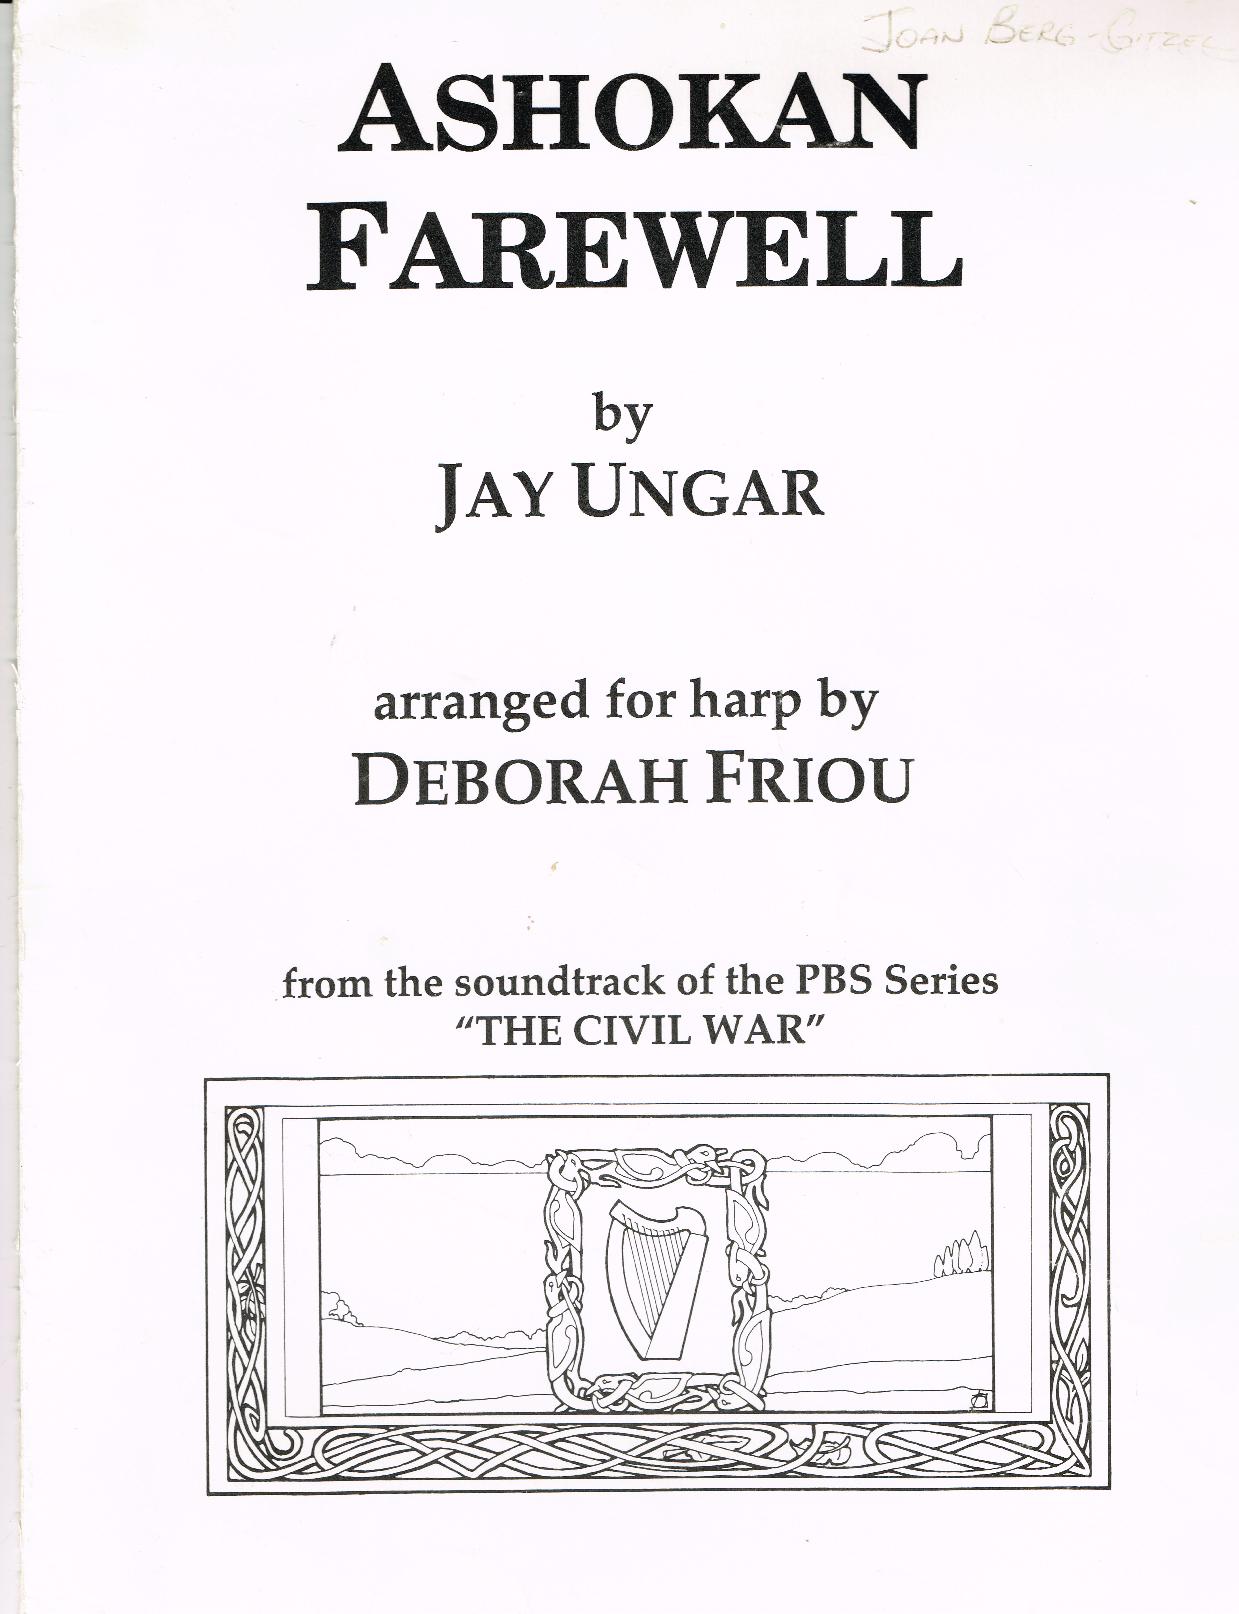 JOAN BERG-GITZEL
ASHOKAN
FAREWELL
by
JAY UNGAR
arranged for harp by
DEBORAH FRIOU
from the soundtrack of the PBS Series
"THE CIVIL WAR"